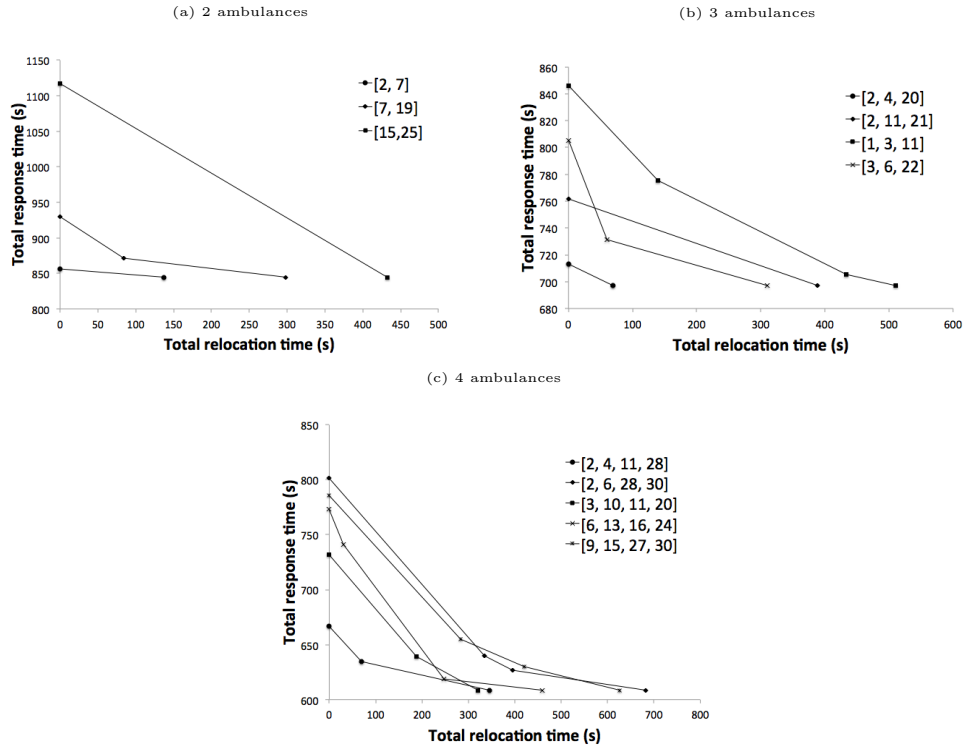 (a) 2 ambulances
1150
1100
1050
1000
950
900
850
800
0 50 100 150 200 250 300 350 400 450 500
Total response time (s)
Total relocation time (s)
[2, 7]
[7, 19]
[15,25]
(b) 3 ambulances
860
840
820
800
780
760
740
720
700
680
0 100 200 300 400 500 600
Total response time (s)
Total relocation time (s)
[2, 4, 20]
[2, 11, 21]
[1, 3, 11]
[3, 6, 22]
(c) 4 ambulances
850
800
750
700
650
600
0 100 200 300 400 500 600 700 800
Total response time (s)
Total relocation time (s)
[2, 4, 11, 28]
[2, 6, 28, 30]
[3, 10, 11, 20]
[6, 13, 16, 24]
[9, 15, 27, 30]